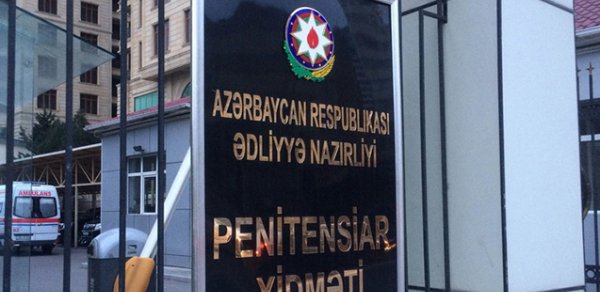 AZƏRBAYCAN RESPUBLİKASI
ƏDLİYYƏ NAZİRLİYİ
PENİTENSİAR
XİDMƏTİ
AMBULANS